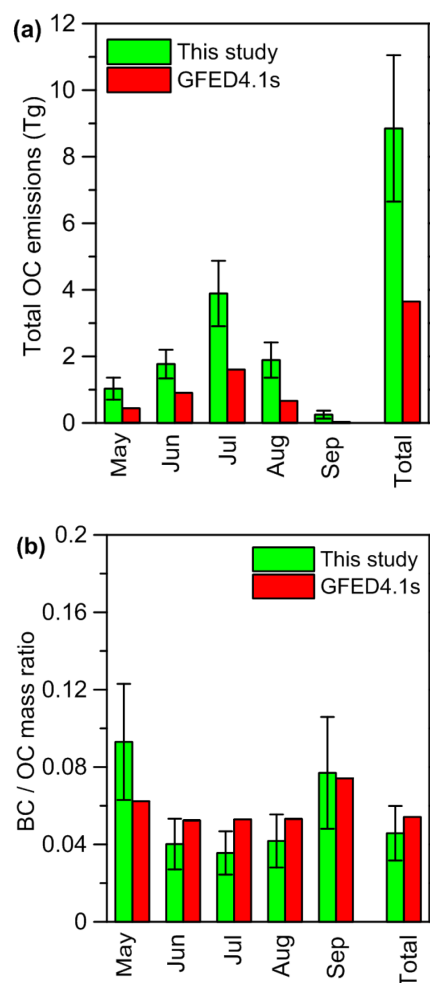 (a)
12
10
8
6
4
2
0
Total OC emissions (Tg)
This study
GFED4.1s
May
Jun
Jul
Aug
Sep
Total
(b)
0.2
0.16
0.12
0.08
0.04
0
BC / OC mass ratio
This study
GFED4.1s
May
Jun
Jul
Aug
Sep
Total